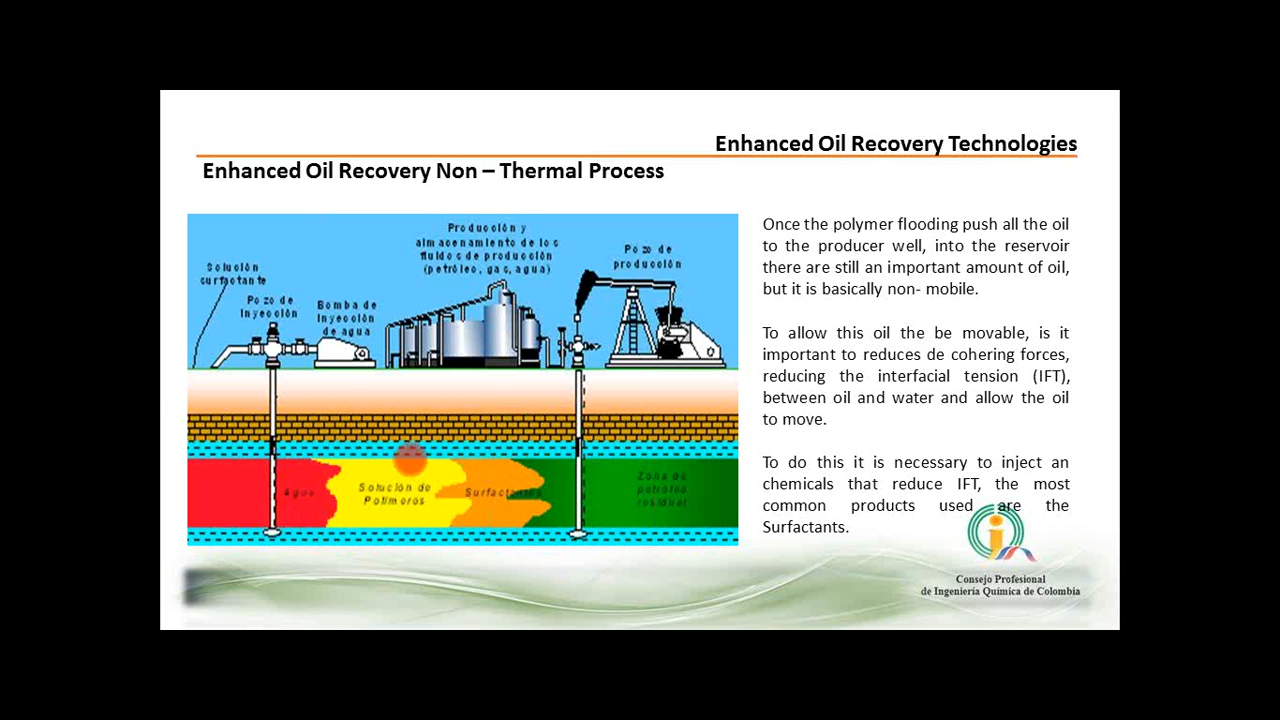 Enhanced Oil Recovery Technologies
Enhanced Oil Recovery Non – Thermal Process
Producción y
almacenamiento de los
fluidos de producción
(petróleo, gas, agua)
Pozo de
producción
Solución
surfactante
Pozo de
Inyección
Bomba de
inyección
de agua
Agua
Solución de
Polímeros
Surfactantes
Zona de
petróleo
residual
Once the polymer flooding push all the oil
to the producer well, into the reservoir
there are still an important amount of oil,
but it is basically non- mobile.
To allow this oil the be movable, is it
important to reduces de cohering forces,
reducing the interfacial tension (IFT),
between oil and water and allow the oil
to move.
To do this it is necessary to inject an
chemicals that reduce IFT, the most
common products used are the
Surfactants.
Consejo Profesional
de Ingeniería Química de Colombia